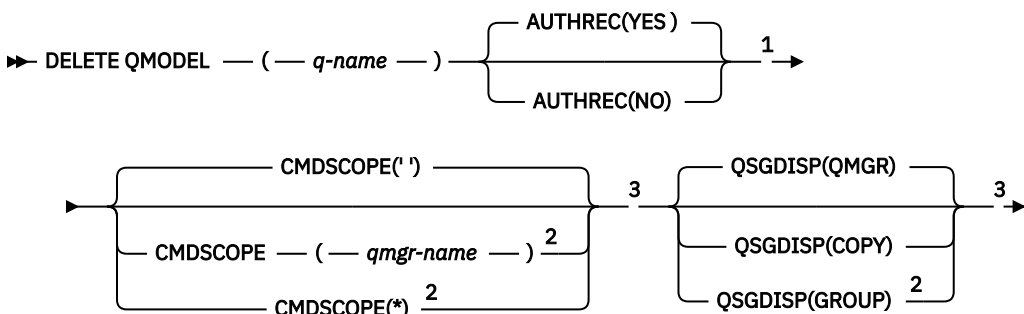 AUTHREC(YES )
DELETE QMODEL ( q-name ) 1
AUTHREC(NO)
CMDSCOPE(' ') QSGDISP(QMGR)
3 3
CMDSCOPE ( qmgr-name ) 2 QSGDISP(COPY)
CMDSCOPE(*) 2 QSGDISP(GROUP) 2